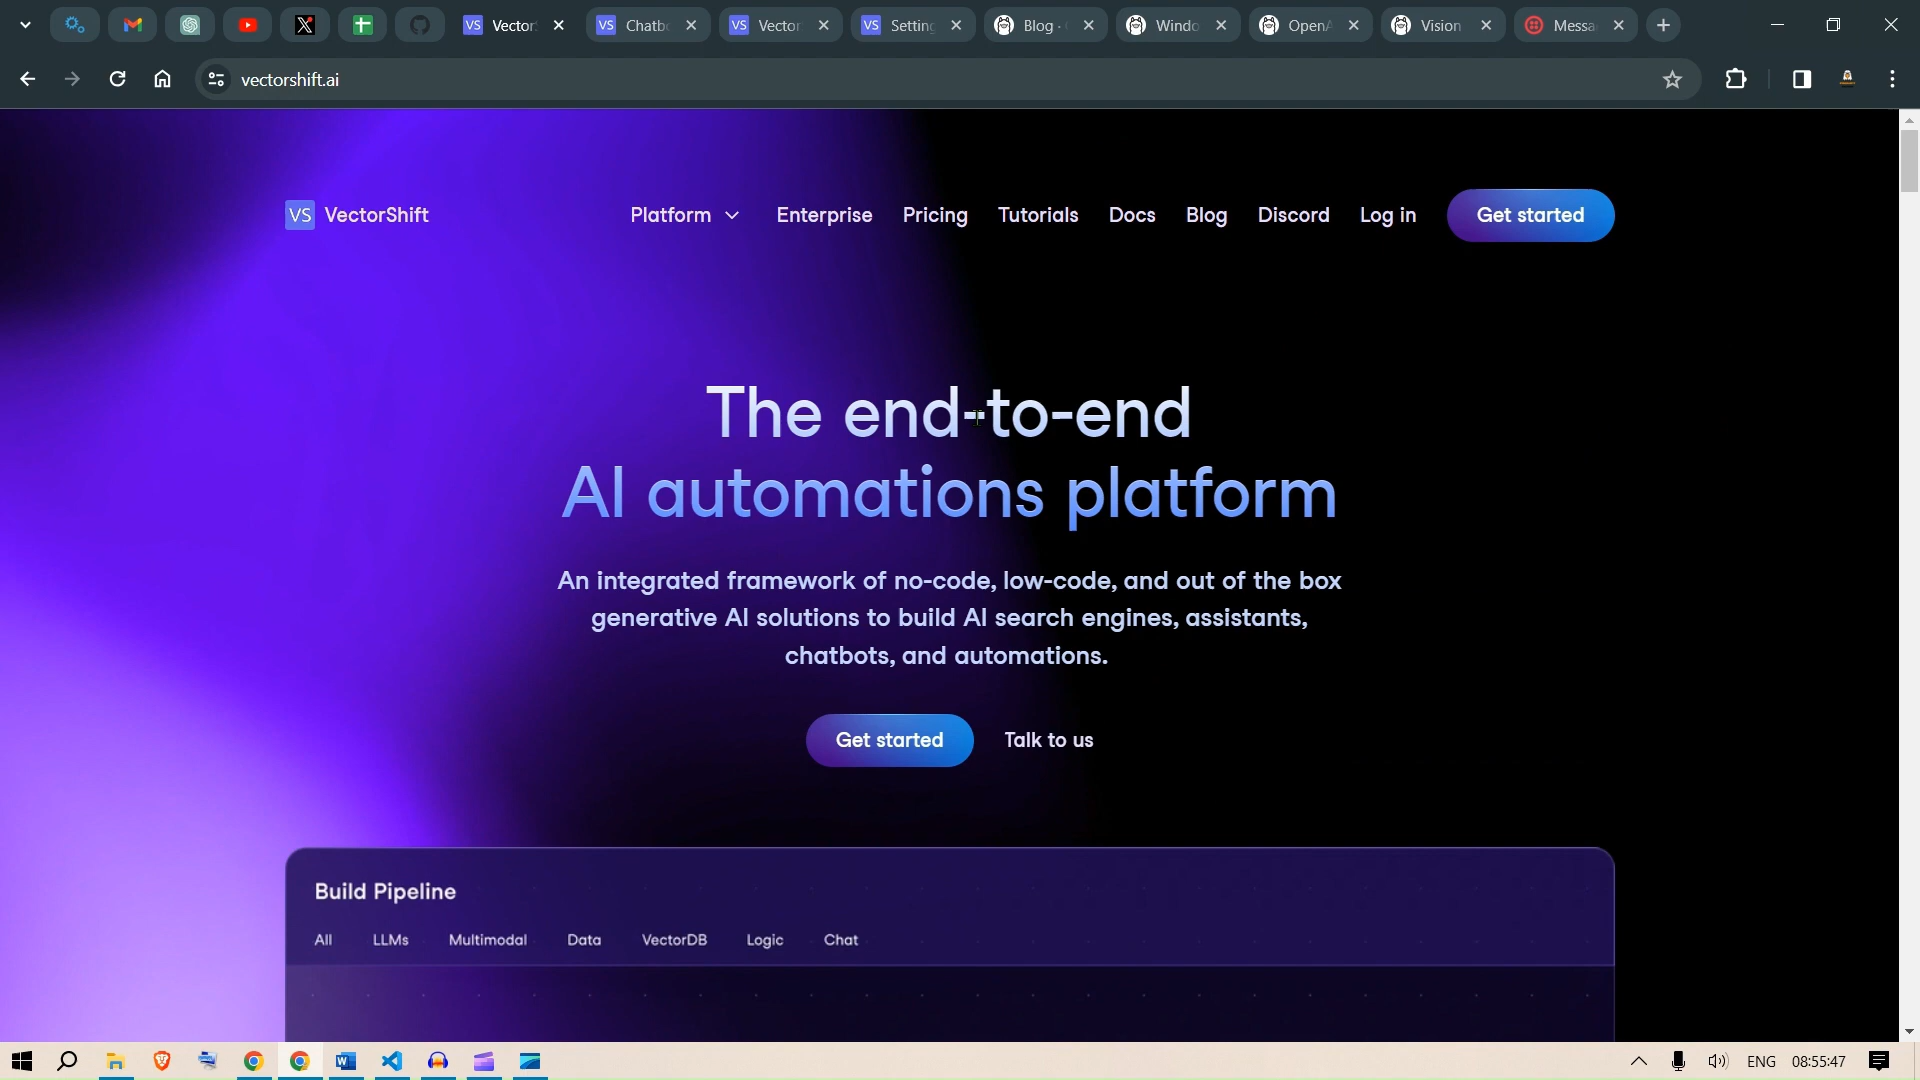 Vector
Chatb
Vector
Setting
Blog ·
Windo
OpenA
Vision
Messa
vectorshift.ai
VS VectorShift
Platform Enterprise Pricing Tutorials Docs Blog Discord Log in Get started
The end-to-end
AI automations platform
An integrated framework of no-code, low-code, and out of the box
generative AI solutions to build AI search engines, assistants,
chatbots, and automations.
Get started Talk to us
Build Pipeline
All LLMs Multimodal Data VectorDB Logic Chat
ENG 08:55:47